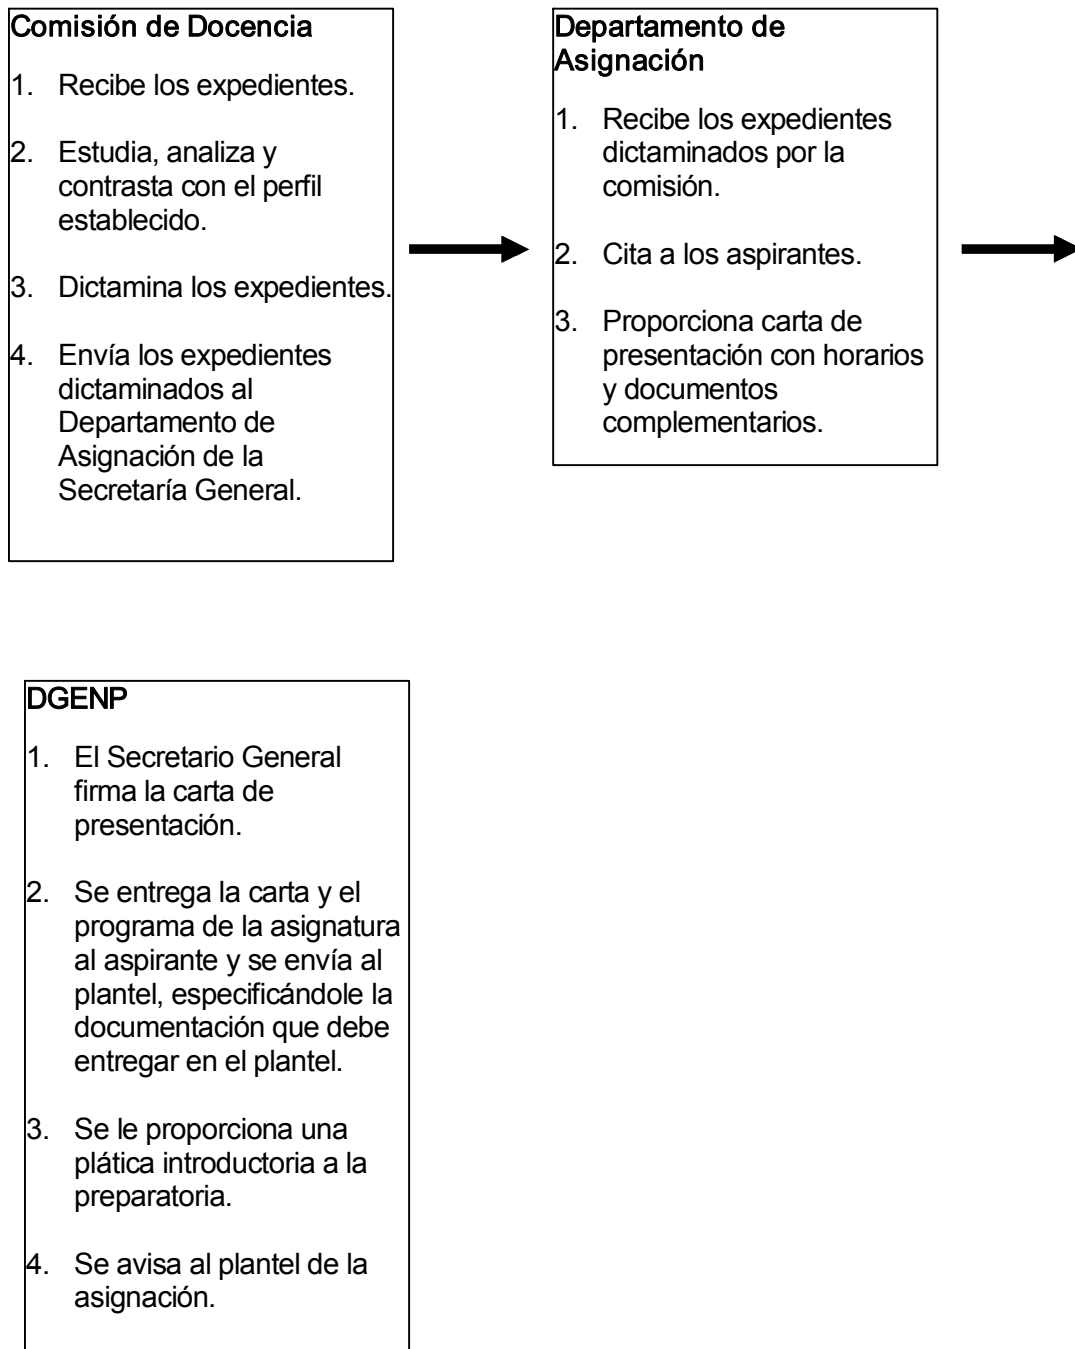 Comisión de Docencia
1. Recibe los expedientes.
2. Estudia, analiza y
contrasta con el perfil
establecido.
3. Dictamina los expedientes.
4. Envía los expedientes
dictaminados al
Departamento de
Asignación de la
Secretaría General.
Departamento de
Asignación
1. Recibe los expedientes
dictaminados por la
comisión.
2. Cita a los aspirantes.
3. Proporciona carta de
presentación con horarios
y documentos
complementarios.
DGENP
1. El Secretario General
firma la carta de
presentación.
2. Se entrega la carta y el
programa de la asignatura
al aspirante y se envía al
plantel, especificándole la
documentación que debe
entregar en el plantel.
3. Se le proporciona una
plática introductoria a la
preparatoria.
4. Se avisa al plantel de la
asignación.